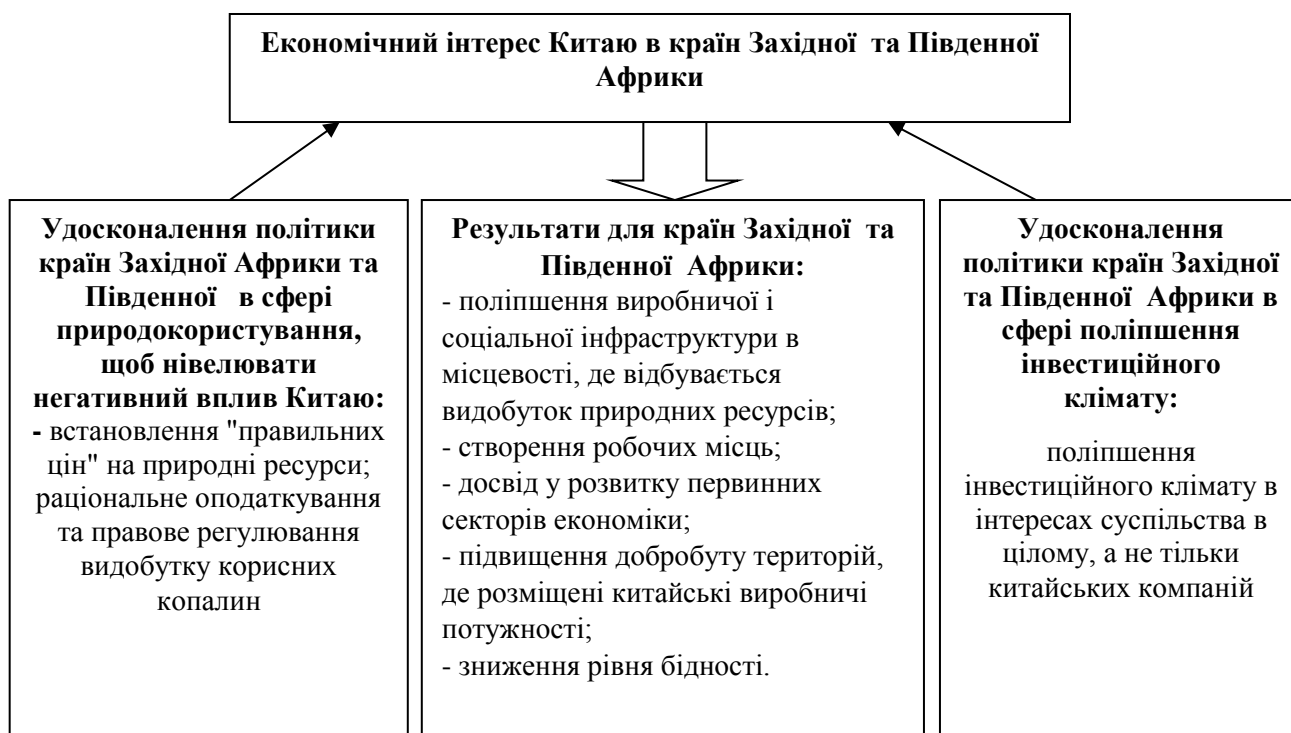 Економічний інтерес Китаю в країн Західної та Південної
Африки
Удосконалення політики
країн Західної Африки та
Південної в сфері
природокористування,
щоб нівелювати
негативний вплив Китаю:
- встановлення "правильних
цін" на природні ресурси;
раціональне оподаткування
та правове регулювання
видобутку корисних
копалин
Результати для країн Західної та
Південної Африки:
- поліпшення виробничої і
соціальної інфраструктури в
місцевості, де відбувається
видобуток природних ресурсів;
- створення робочих місць;
- досвід у розвитку первинних
секторів економіки;
- підвищення добробуту територій,
де розміщені китайські виробничі
потужності;
- зниження рівня бідності.
Удосконалення
політики країн Західної
та Південної Африки в
сфері поліпшення
інвестиційного
клімату:
поліпшення
інвестиційного клімату в
інтересах суспільства в
цілому, а не тільки
китайських компаній